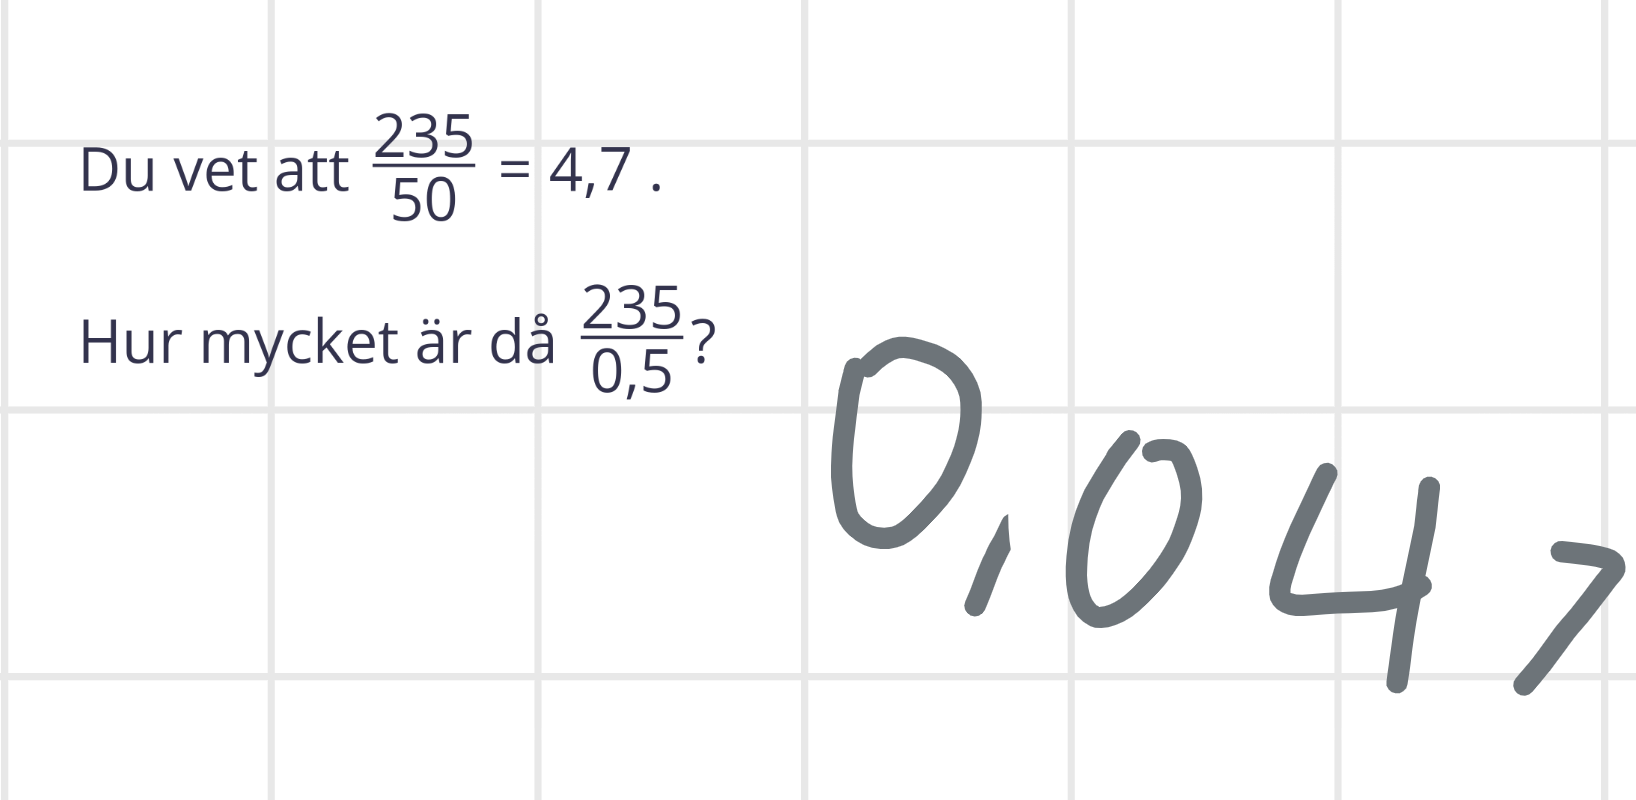 Du vet att 235/50 = 4,7 .
Hur mycket är då 235/0,5?
0,047